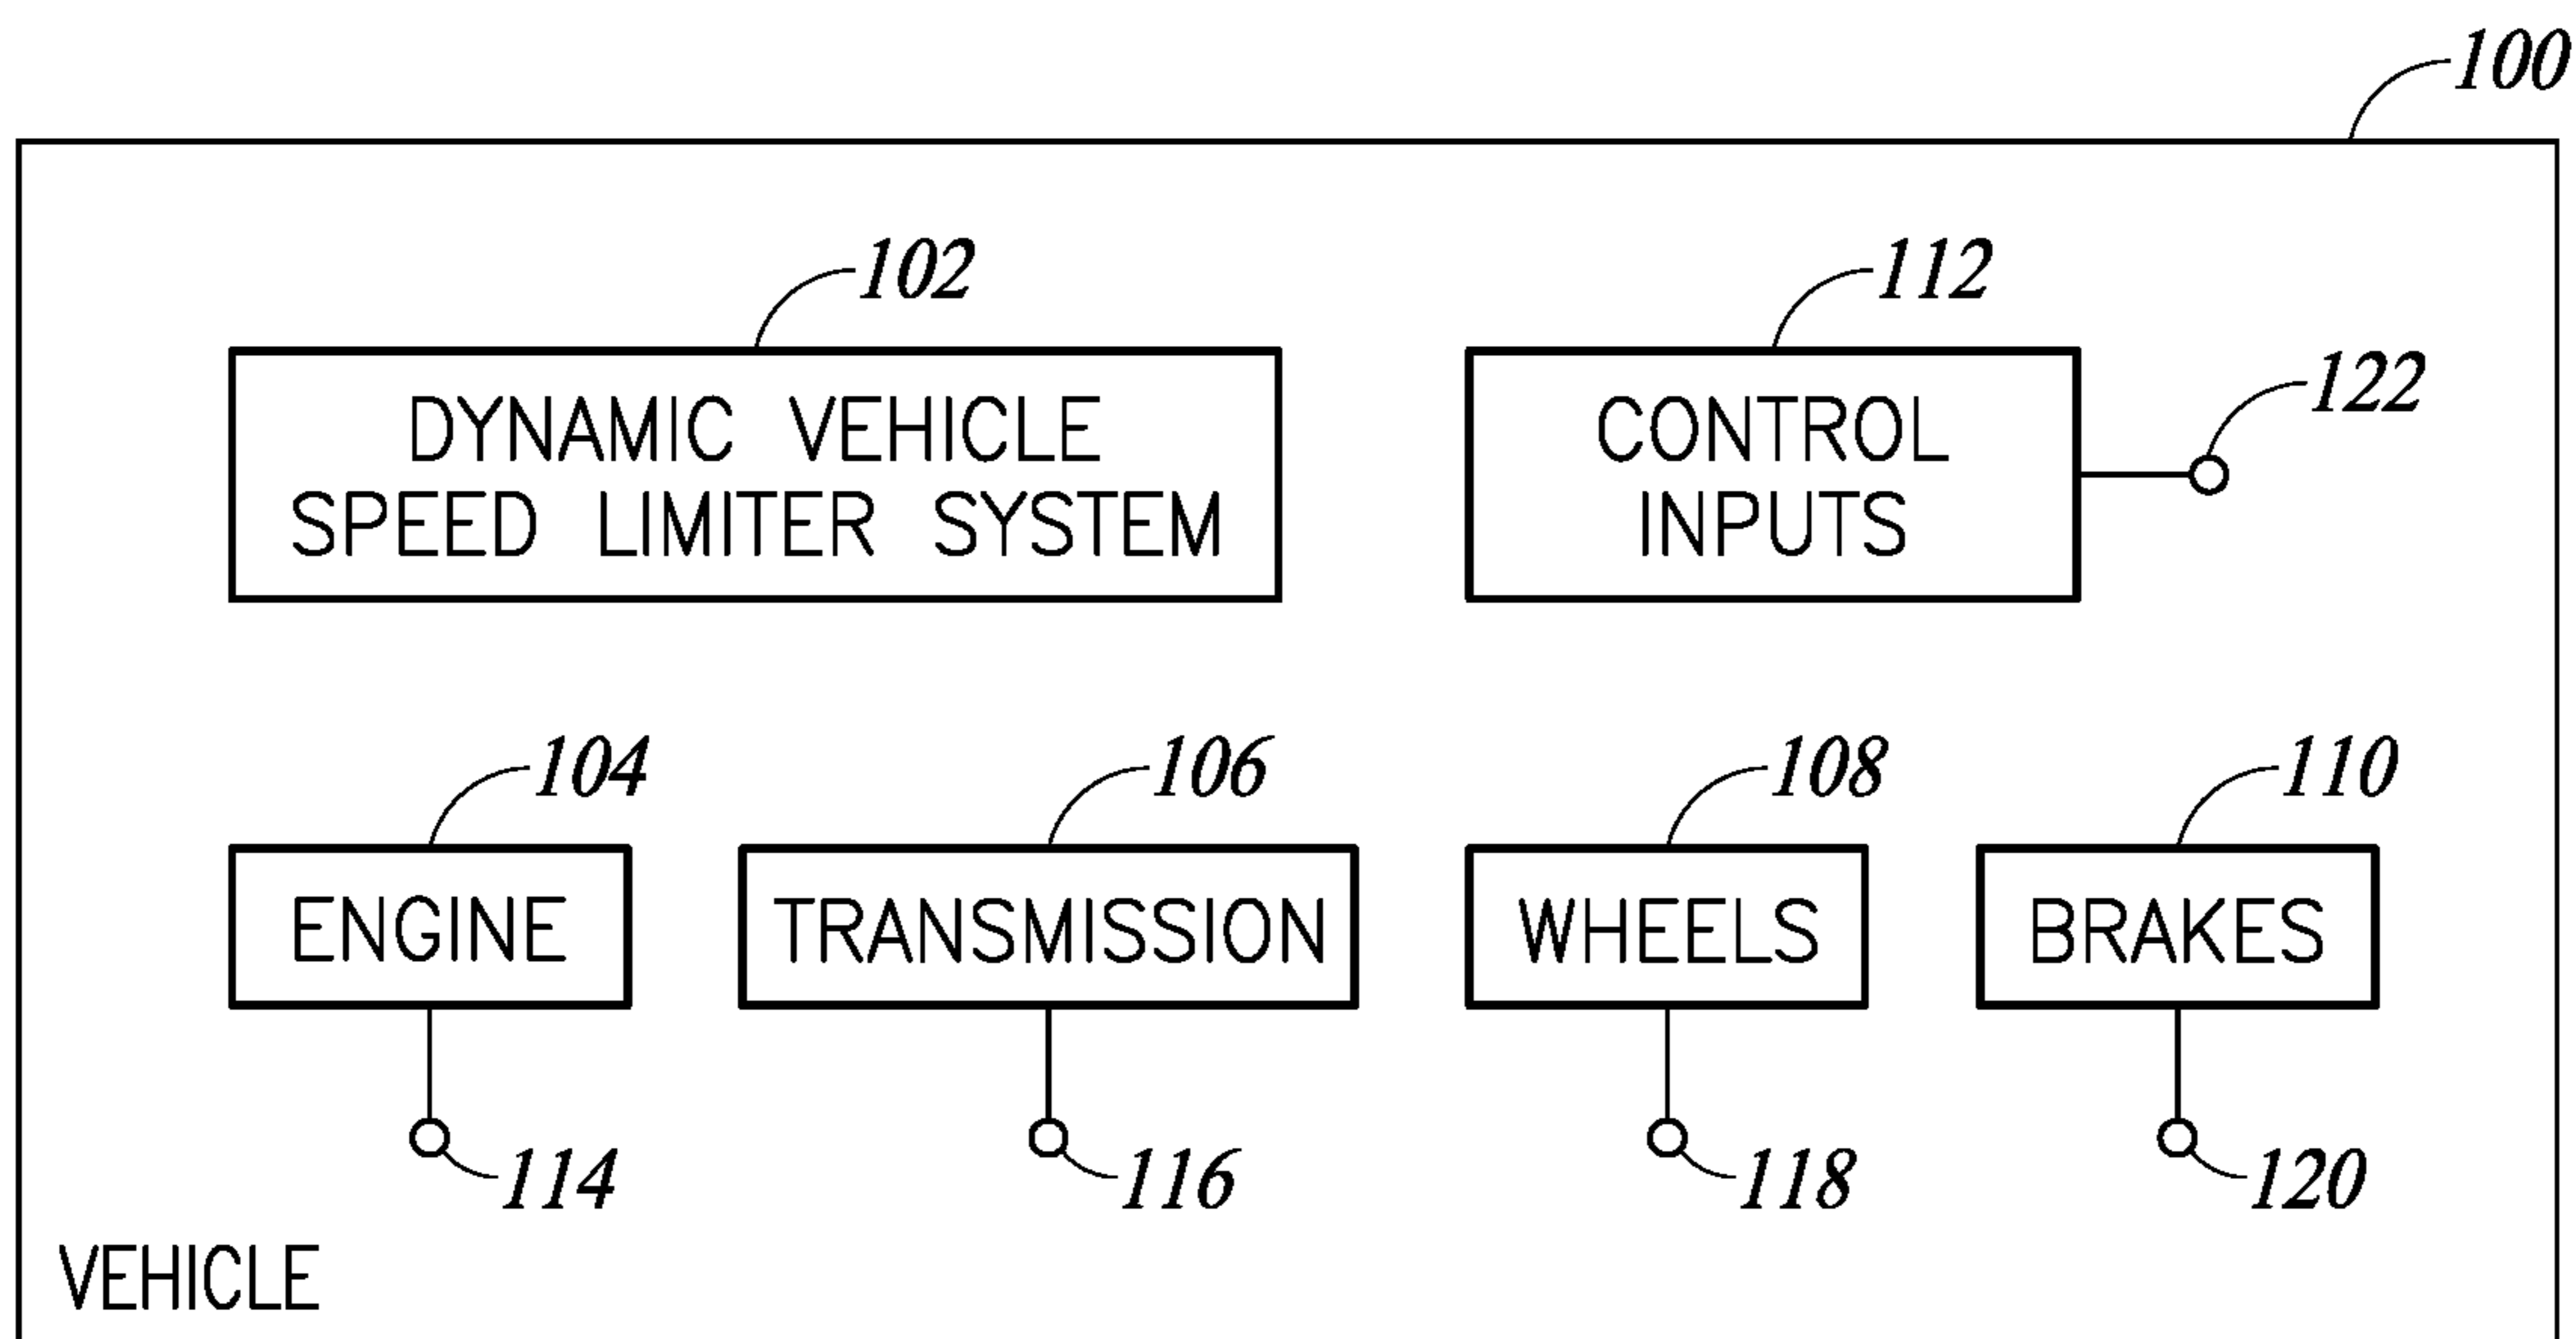 100
102
112
DYNAMIC VEHICLE
SPEED LIMITER SYSTEM
CONTROL
INPUTS
122
104
106
108
110
ENGINE
TRANSMISSION
WHEELS
BRAKES
114
116
118
120
VEHICLE